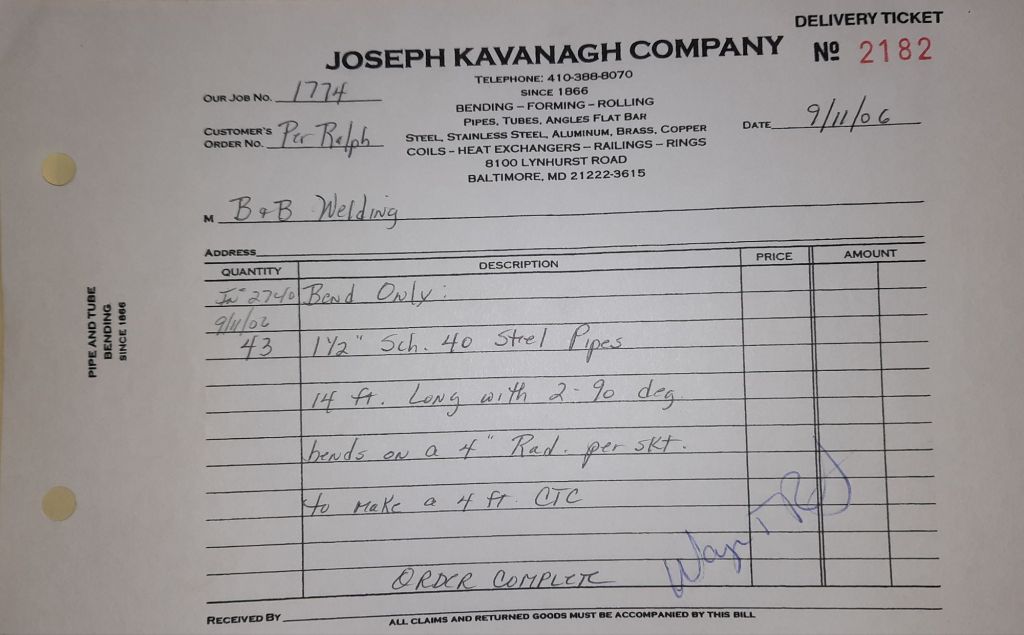 DELIVERY TICKET
JOSEPH KAVANAGH COMPANY
Nº 2182
TELEPHONE: 410-388-8070
SINCE 1866
BENDING – FORMING – ROLLING
PIPES, TUBES, ANGLES FLAT BAR
STEEL, STAINLESS STEEL, ALUMINUM, BRASS, COPPER
COILS – HEAT EXCHANGERS – RAILINGS – RINGS
8100 LYNHURST ROAD
BALTIMORE, MD 21222-3615
OUR JOB NO. 1774
CUSTOMER'S ORDER NO. Per Ralph
DATE 9/11/06
M B & B Welding
ADDRESS
QUANTITY DESCRIPTION PRICE AMOUNT
2740 Bend Only:
9/11/06
43 1 1/2" Sch. 40 Steel Pipes
14 ft. Long with 2-90 deg.
bends on a 4" Rad. per skt.
to make a 4 ft. CTC
ORDER COMPLETE
RECEIVED BY
ALL CLAIMS AND RETURNED GOODS MUST BE ACCOMPANIED BY THIS BILL
PIPE AND TUBE
BENDING
SINCE 1866